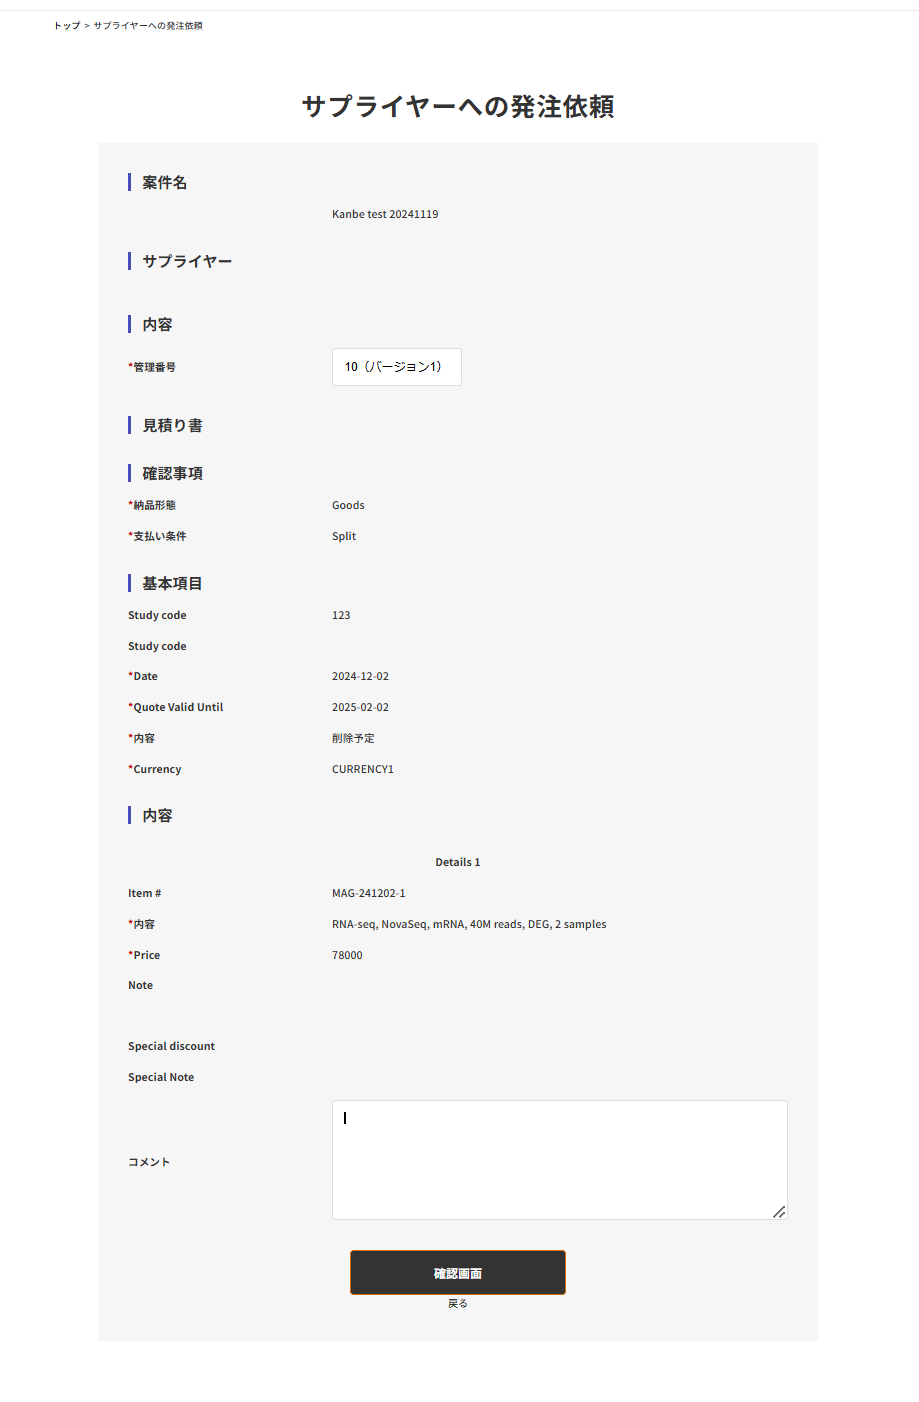 トップ > サプライヤーへの発注依頼
サプライヤーへの発注依頼
案件名
Kanbe test 20241119
サプライヤー
内容
*管理番号 10（バージョン1）
見積り書
確認事項
*納品形態 Goods
*支払い条件 Split
基本項目
Study code 123
Study code
*Date 2024-12-02
*Quote Valid Until 2025-02-02
*内容 削除予定
*Currency CURRENCY1
内容
Details 1
Item # MAG-241202-1
*内容 RNA-seq, NovaSeq, mRNA, 40M reads, DEG, 2 samples
*Price 78000
Note
Special discount
Special Note
コメント
確認画面
戻る